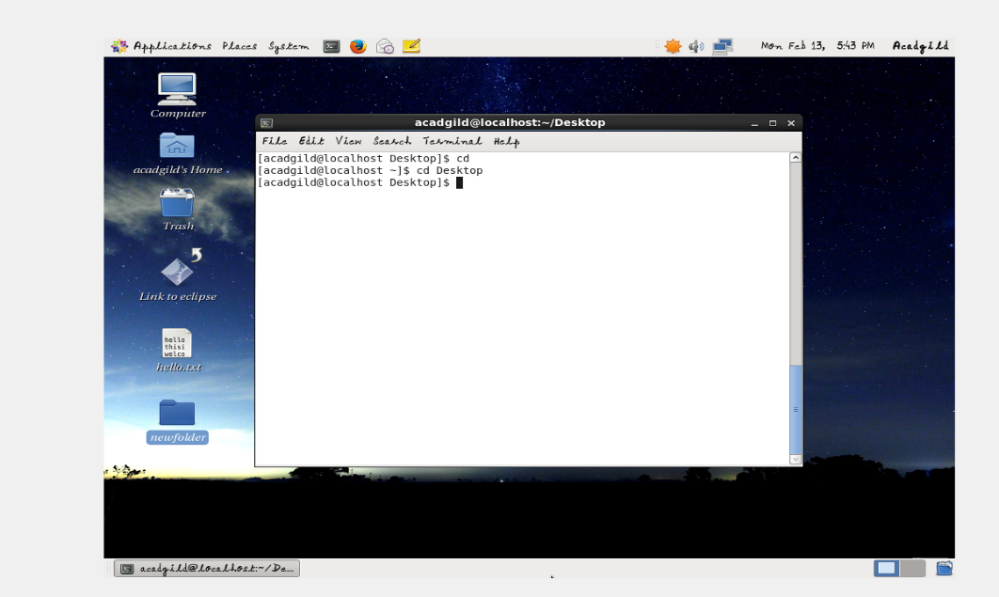 Applications Places System Mon Feb 13, 5:43 PM Acadgild
Computer
acadgild's Home
Trash
Link to eclipse
hello
thisi
welco
hello.txt
newfolder
acadgild@localhost:~/Desktop
File Edit View Search Terminal Help
[acadgild@localhost Desktop]$ cd
[acadgild@localhost ~]$ cd Desktop
[acadgild@localhost Desktop]$
acadgild@localhost:~/De...